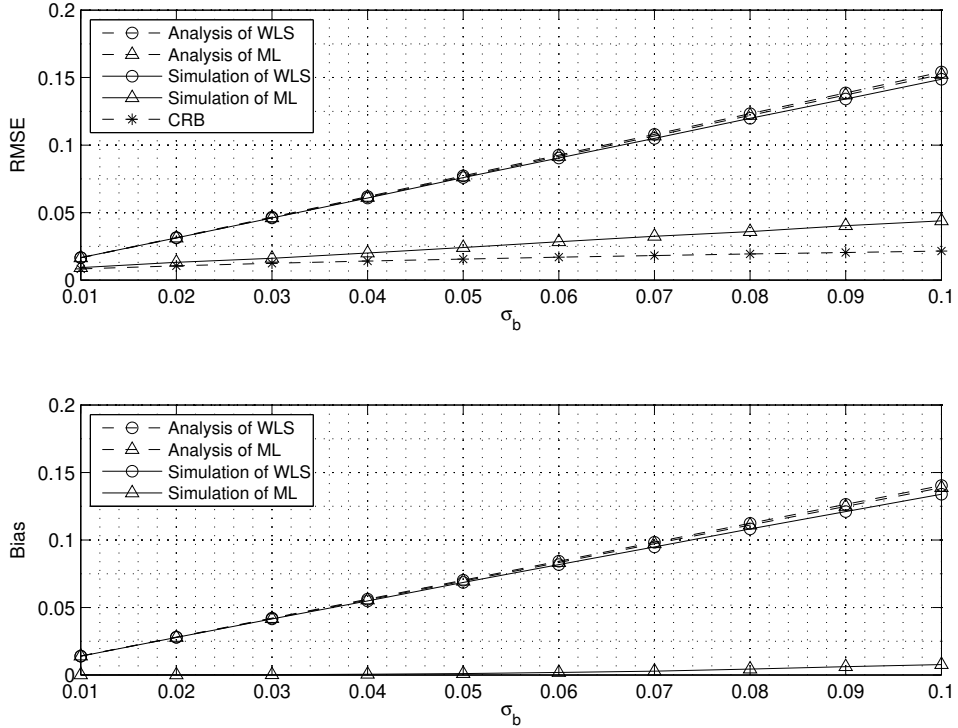 0.2
0.15
0.1
0.05
0
RMSE
Analysis of WLS
Analysis of ML
Simulation of WLS
Simulation of ML
CRB
0.01 0.02 0.03 0.04 0.05 0.06 0.07 0.08 0.09 0.1
σb
0.2
0.15
0.1
0.05
0
Bias
Analysis of WLS
Analysis of ML
Simulation of WLS
Simulation of ML
0.01 0.02 0.03 0.04 0.05 0.06 0.07 0.08 0.09 0.1
σb